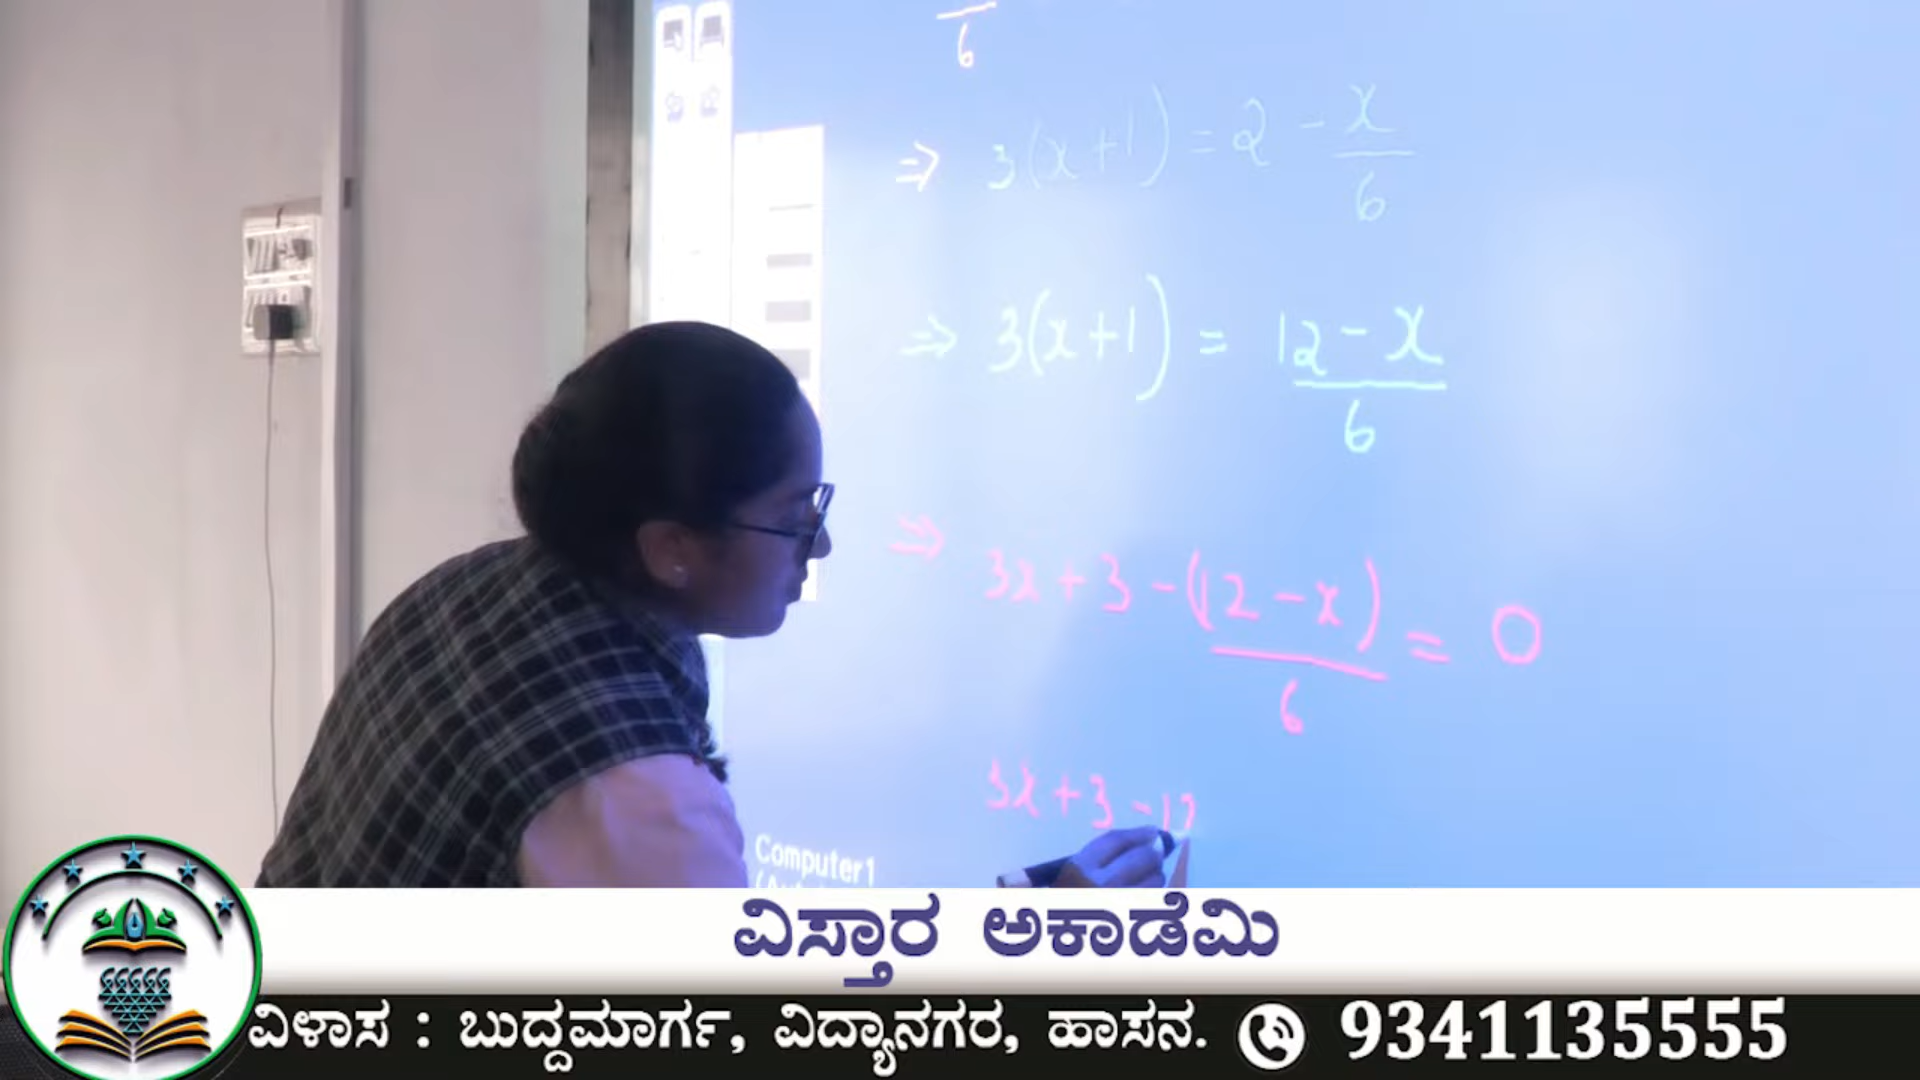 6
⇒ 3(x+1) = 2 - x/6
⇒ 3(x+1) = 12 - x/6
⇒ 3x + 3 - (12 - x)/6 = 0
3x + 3 - 12
Computer1
ವಿಸ್ತಾರ ಅಕಾಡೆಮಿ
ವಿಳಾಸ : ಬುದ್ದಮಾರ್ಗ, ವಿದ್ಯಾನಗರ, ಹಾಸನ. 9341135555